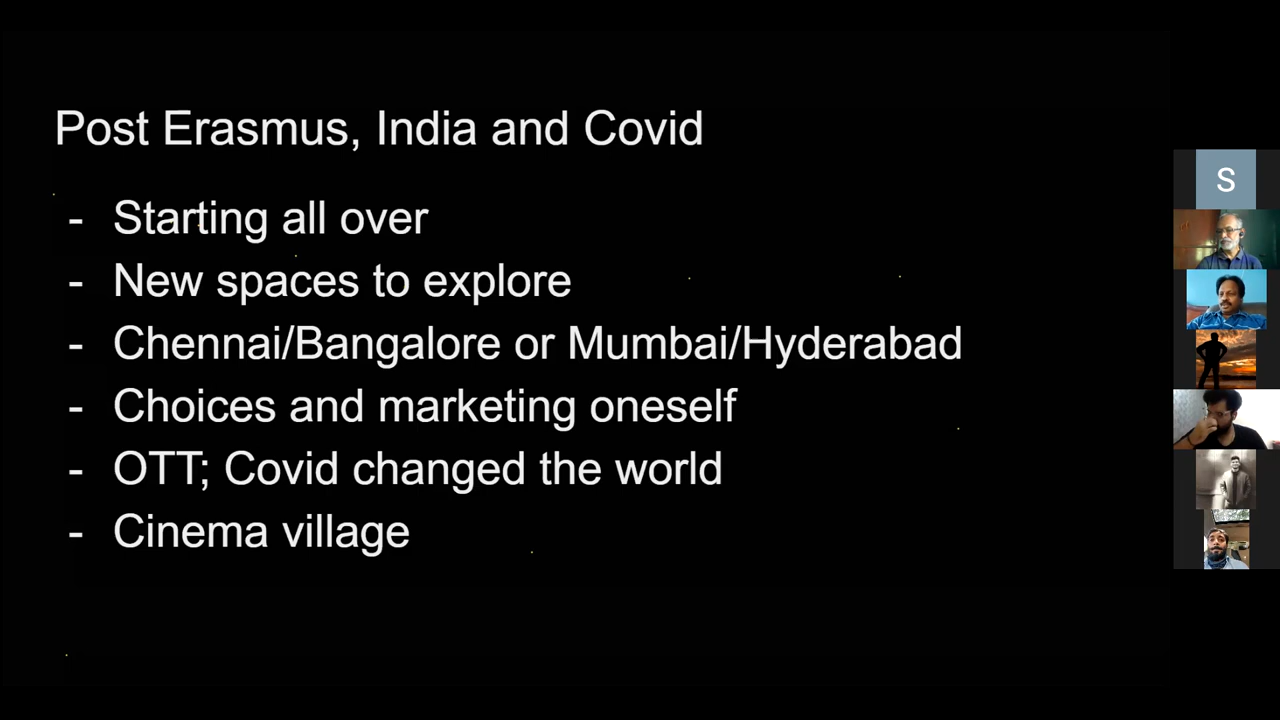 Post Erasmus, India and Covid
- Starting all over
- New spaces to explore
- Chennai/Bangalore or Mumbai/Hyderabad
- Choices and marketing oneself
- OTT; Covid changed the world
- Cinema village
S